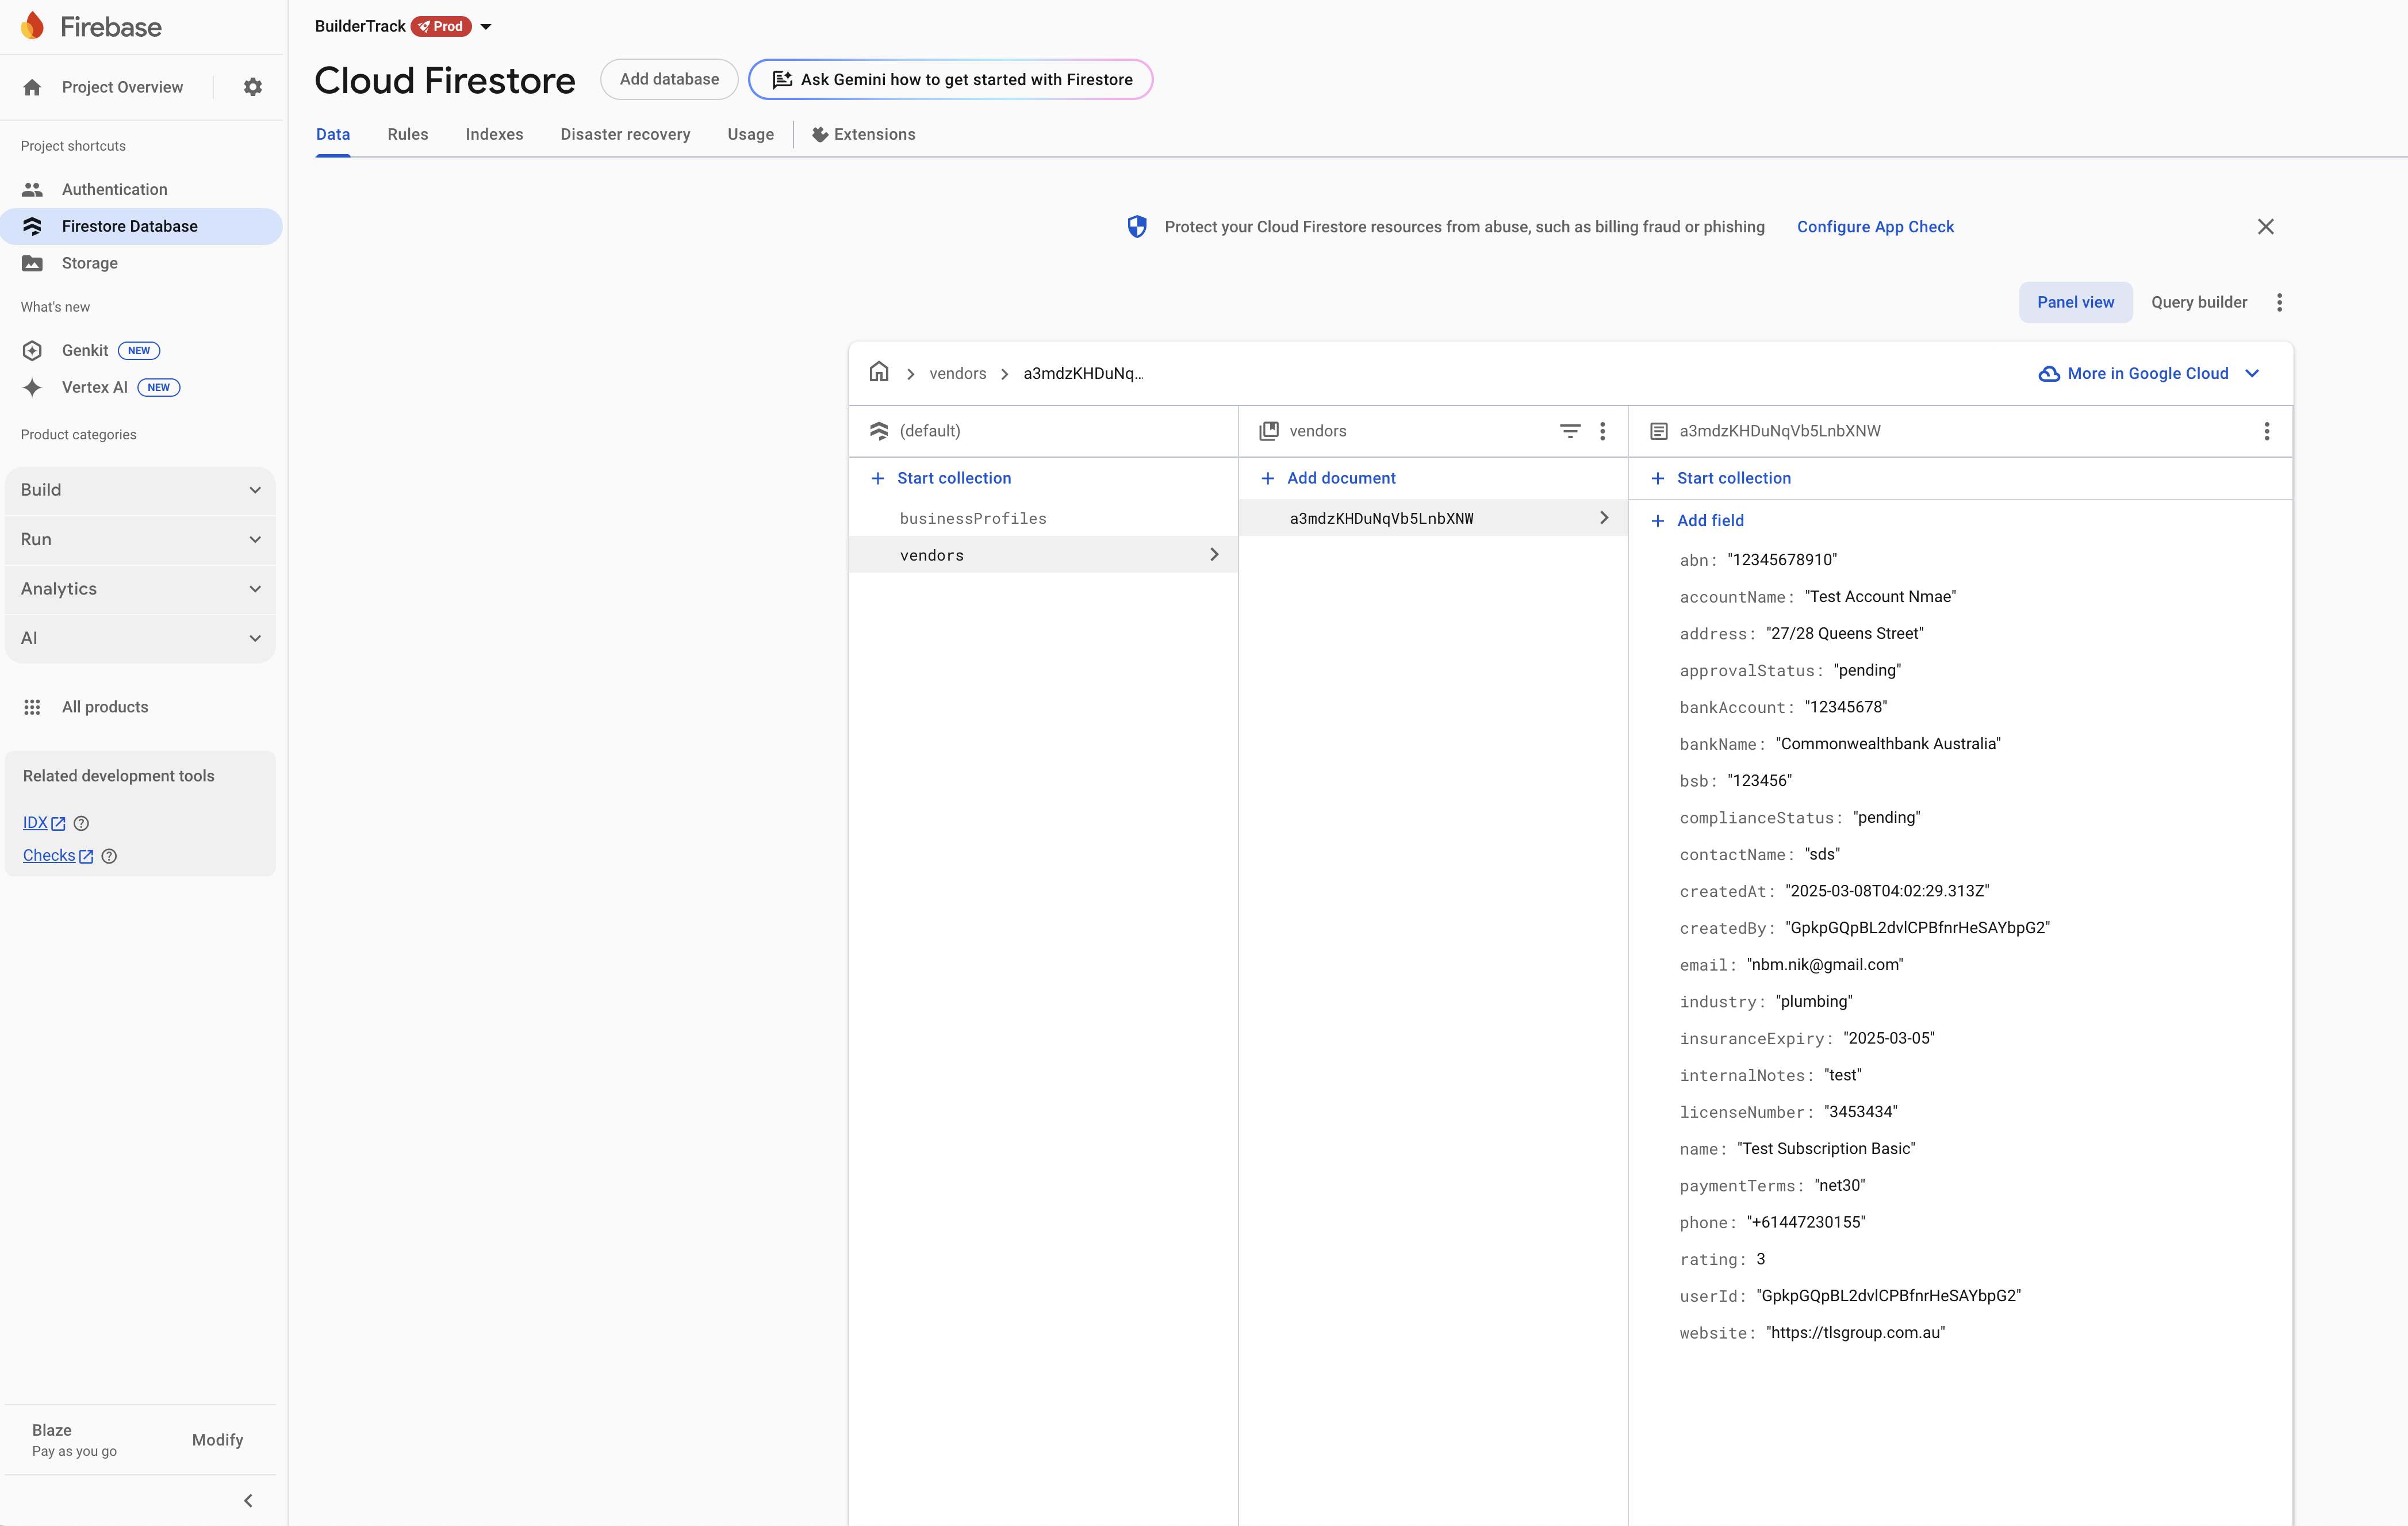 Firebase
Project Overview
Project shortcuts
Authentication
Firestore Database
Storage
What's new
Genkit NEW
Vertex AI NEW
Product categories
Build
Run
Analytics
AI
All products
Related development tools
IDX
Checks
Blaze
Pay as you go
Modify
BuilderTrack Prod
Cloud Firestore
Add database
Ask Gemini how to get started with Firestore
Data Rules Indexes Disaster recovery Usage Extensions
Protect your Cloud Firestore resources from abuse, such as billing fraud or phishing Configure App Check
Panel view Query builder
vendors a3mdzKHDuNq...
More in Google Cloud
(default)
Start collection
businessProfiles
vendors
vendors
Add document
a3mdzKHDuNqVb5LnbXNW
a3mdzKHDuNqVb5LnbXNW
Start collection
Add field
abn: "12345678910"
accountName: "Test Account Nmae"
address: "27/28 Queens Street"
approvalStatus: "pending"
bankAccount: "12345678"
bankName: "Commonwealthbank Australia"
bsb: "123456"
complianceStatus: "pending"
contactName: "sds"
createdAt: "2025-03-08T04:02:29.313Z"
createdBy: "GpkpGQpBL2dvlCPBfnrHeSAYbpG2"
email: "nbm.nik@gmail.com"
industry: "plumbing"
insuranceExpiry: "2025-03-05"
internalNotes: "test"
licenseNumber: "3453434"
name: "Test Subscription Basic"
paymentTerms: "net30"
phone: "+61447230155"
rating: 3
userId: "GpkpGQpBL2dvlCPBfnrHeSAYbpG2"
website: "https://tlsgroup.com.au"